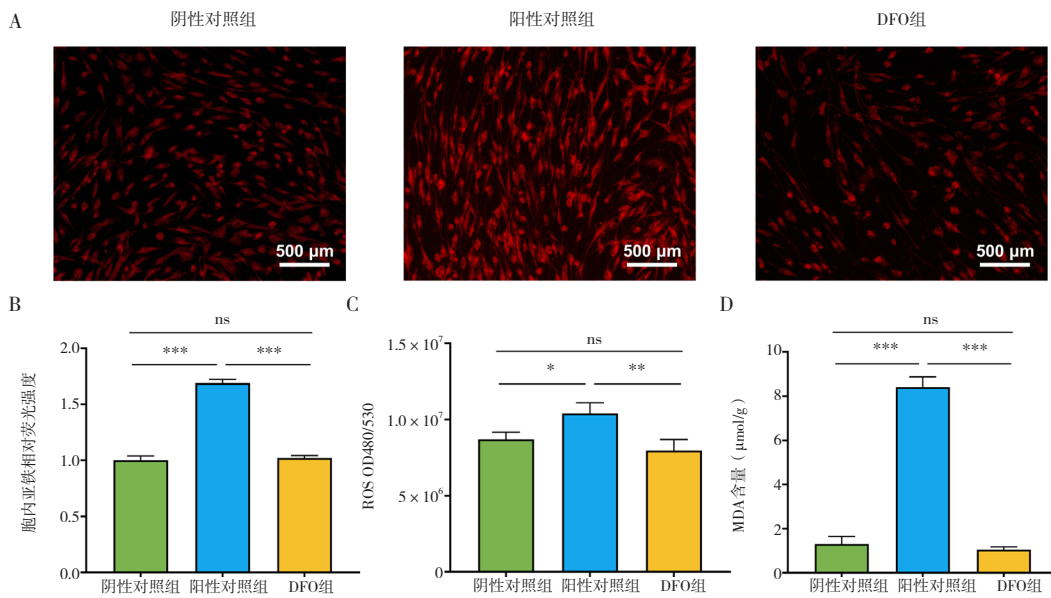 A
阴性对照组
阳性对照组
DFO组
500 μm
500 μm
500 μm
B
ns
***
***
胞内亚铁相对荧光强度
2.0
1.5
1.0
0.5
0.0
阴性对照组
阳性对照组
DFO组
C
ns
*
**
ROS OD480/530
1.5×10⁷
1.0×10⁷
5×10⁶
0
阴性对照组
阳性对照组
DFO组
D
ns
***
***
MDA含量（μmol/g）
10
8
6
4
2
0
阴性对照组
阳性对照组
DFO组